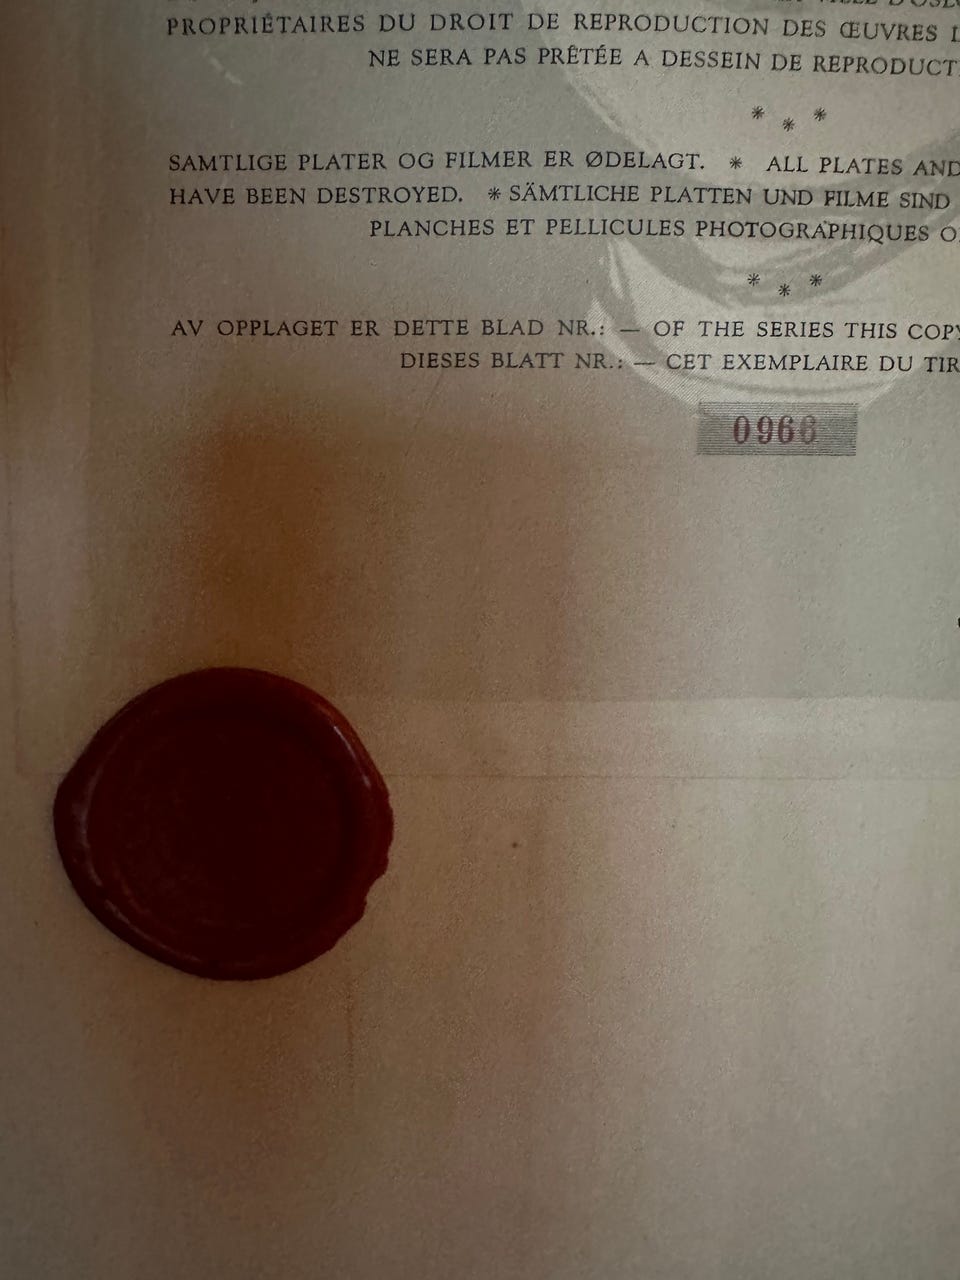 PROPRIÉTAIRES DU DROIT DE REPRODUCTION DES ŒUVRES
NE SERA PAS PRÊTÉE A DESSEIN DE REPRODUCT
* * *
SAMTLIGE PLATER OG FILMER ER ØDELAGT. * ALL PLATES AND
HAVE BEEN DESTROYED. * SÄMTLICHE PLATTEN UND FILME SIND
PLANCHES ET PELLICULES PHOTOGRAPHIQUES
* * *
AV OPPLAGET ER DETTE BLAD NR.: — OF THE SERIES THIS COPY
DIESES BLATT NR.: — CET EXEMPLAIRE DU TIR
0966